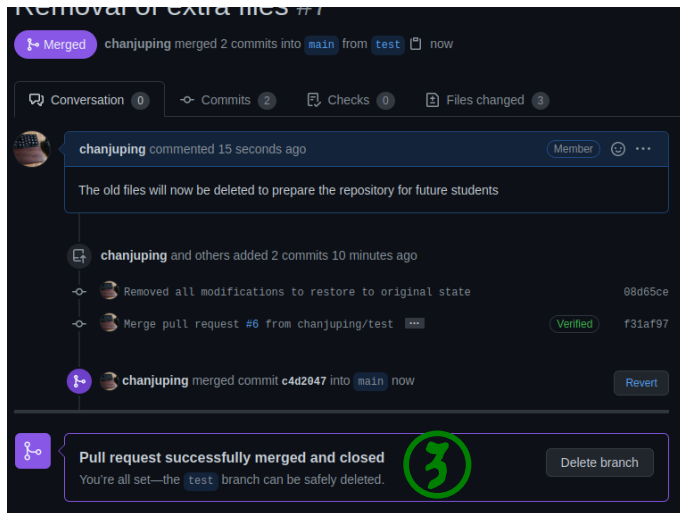 Removal of extra files #7
Merged chanjuping merged 2 commits into main from test now
Conversation 0 Commits 2 Checks 0 Files changed 3
chanjuping commented 15 seconds ago Member ...
The old files will now be deleted to prepare the repository for future students
chanjuping and others added 2 commits 10 minutes ago
Removed all modifications to restore to original state 08d65ce
Merge pull request #6 from chanjuping/test ... Verified f31af97
chanjuping merged commit c4d2047 into main now Revert
Pull request successfully merged and closed 3 Delete branch
You're all set—the test branch can be safely deleted.